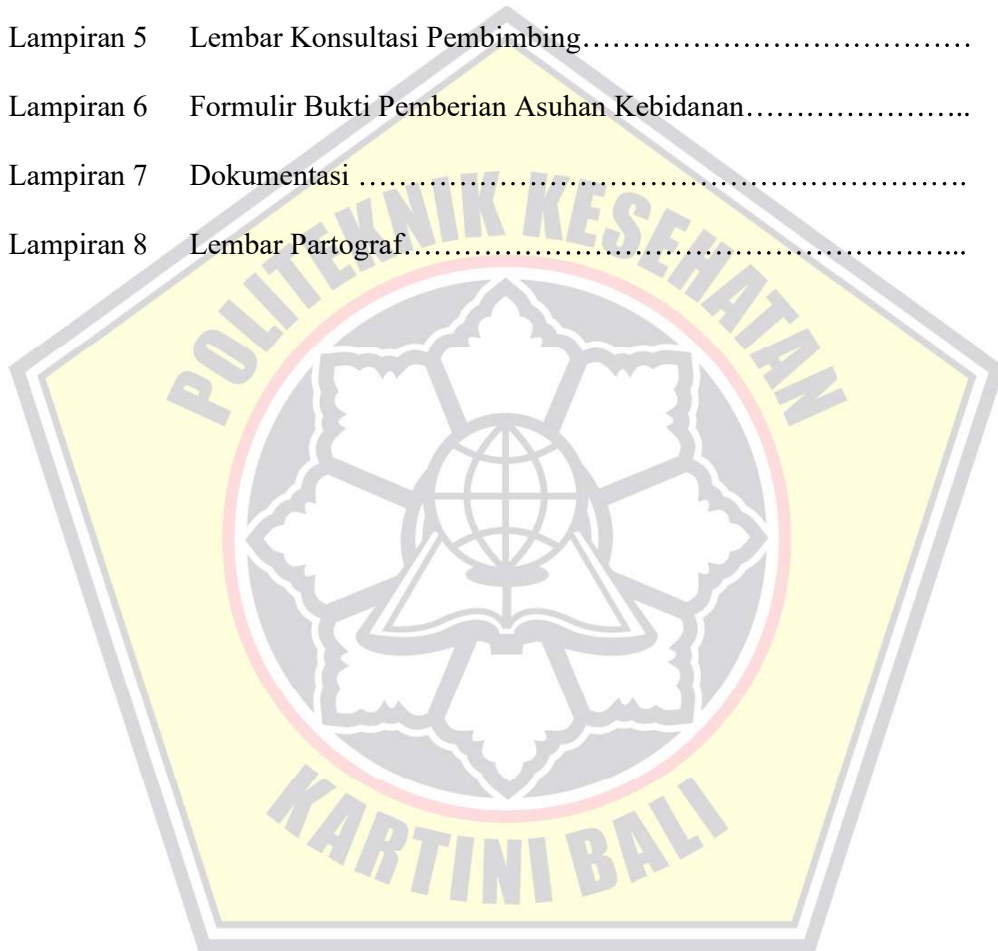 Lampiran 5 Lembar Konsultasi Pembimbing…………………………………
Lampiran 6 Formulir Bukti Pemberian Asuhan Kebidanan…………………..
Lampiran 7 Dokumentasi …………………………………………………….
Lampiran 8 Lembar Partograf………………………………………………...
POLITEKNIK KESEHATAN
KARTINI BALI